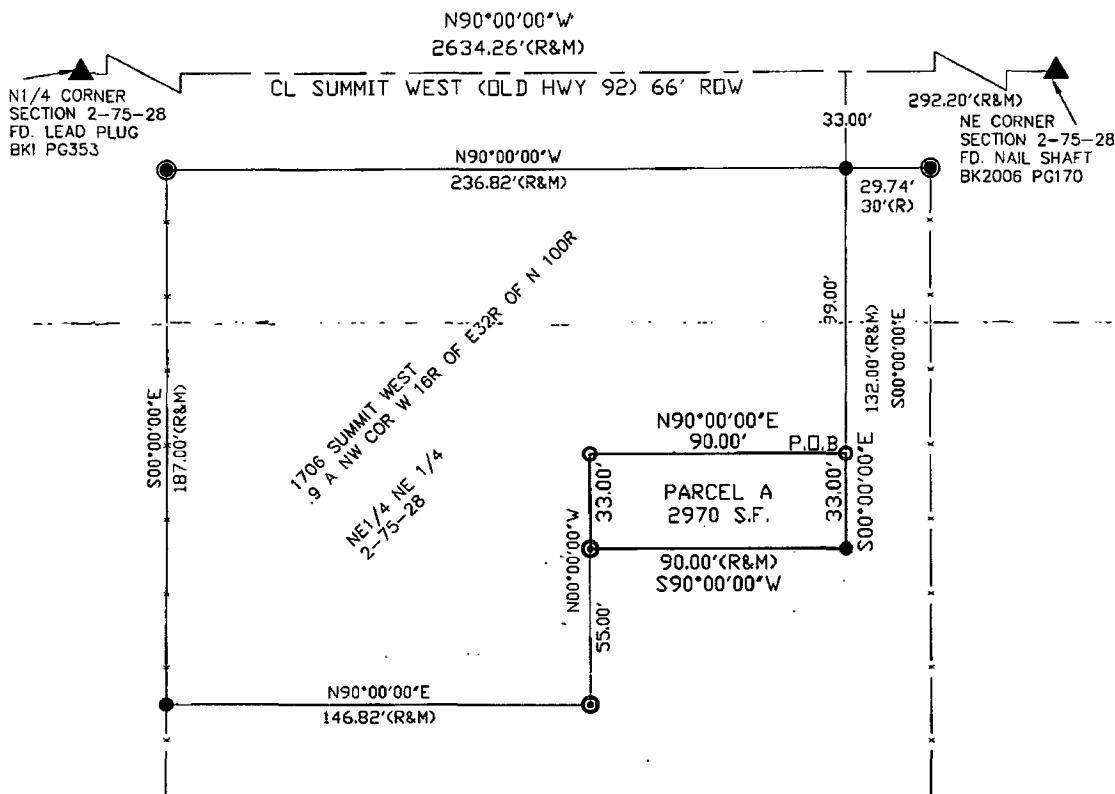 N90°00'00"W
2634.26'(R&M)
CL SUMMIT WEST (OLD HWY 92) 66' ROW
N1/4 CORNER
SECTION 2-75-28
FD. LEAD PLUG
BK1 PG353
292.20'(R&M)
NE CORNER
SECTION 2-75-28
FD. NAIL SHAFT
BK2006 PG170
33.00'
N90°00'00"W
236.82'(R&M)
29.74'
30'(R)
99.00'
132.00'(R&M)
S00°00'00"E
S00°00'00"E
187.00'(R&M)
1706 SUMMIT WEST
.9 A NW COR W 16R OF E32R OF N 100R
NE1/4 NE 1/4
2-75-28
N90°00'00"E
90.00'
P.O.B.
33.00'
PARCEL A
2970 S.F.
33.00'
S00°00'00"E
90.00'(R&M)
S90°00'00"W
N00°00'00"W
55.00'
N90°00'00"E
146.82'(R&M)